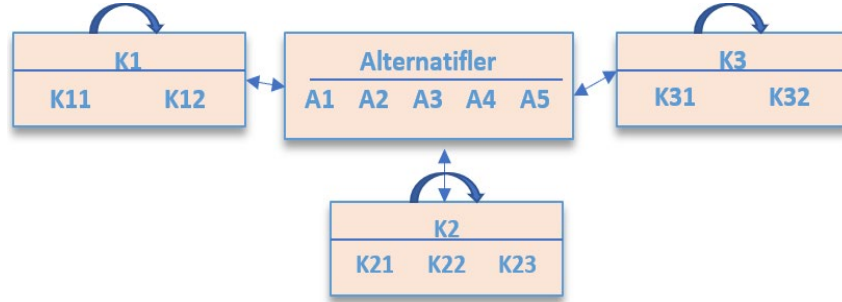 K1
K11 K12
Alternatifler
A1 A2 A3 A4 A5
K3
K31 K32
K2
K21 K22 K23